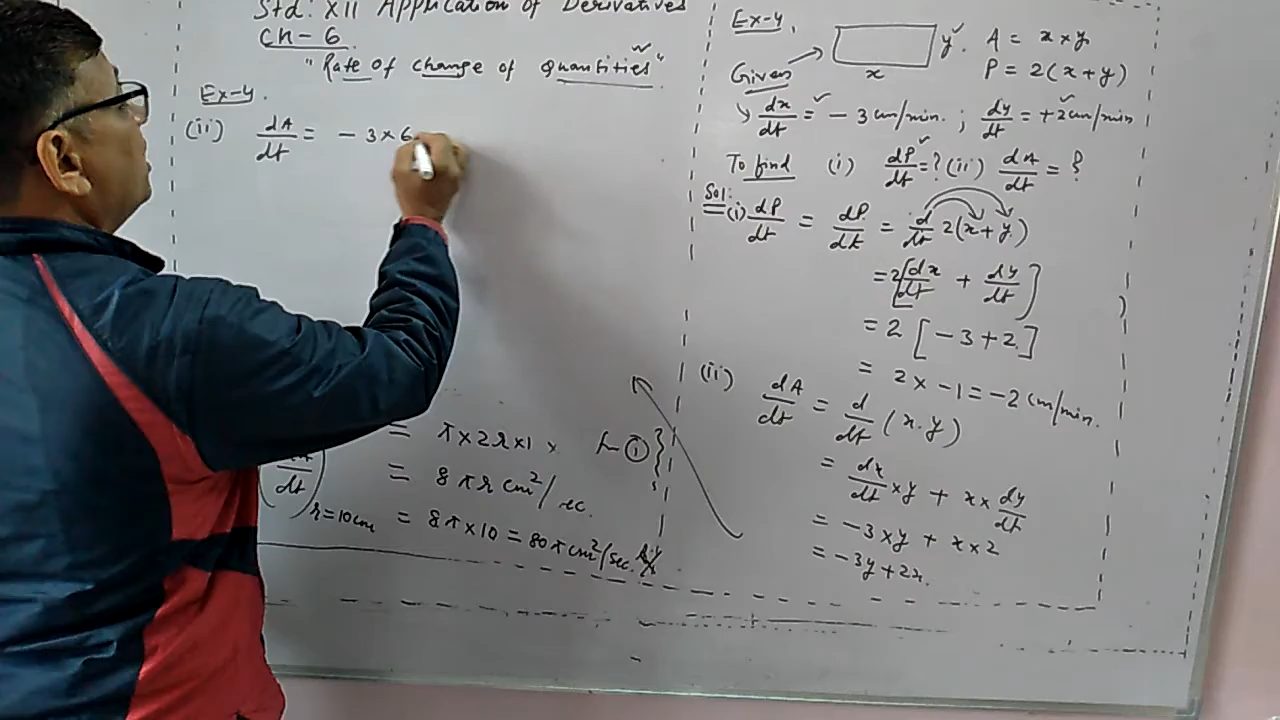 Std: XII Application of Derivatives
CH-6
"Rate of change of Quantities"
Ex-4.
(ii) dA/dt = -3×6
= π×2r×1×
= 8πr cm²/sec.
dt)r=10cm = 8π×10 = 80π cm²/sec.
①
Ex-4.
y. A = x×y
x
P = 2(x+y)
Given
dx/dt = -3 cm/min. ; dy/dt = +2cm/min
To find (i) dP/dt = ? (ii) dA/dt = ?
Sol:
(i) dP/dt = dP/dt = d/dt 2(x+y)
= 2[dx/dt + dy/dt]
= 2 [-3+2]
= 2×-1 = -2 cm/min.
(ii) dA/dt = d/dt (x.y)
= dx/dt × y + x × dy/dt
= -3×y + x×2
= -3y+2x.